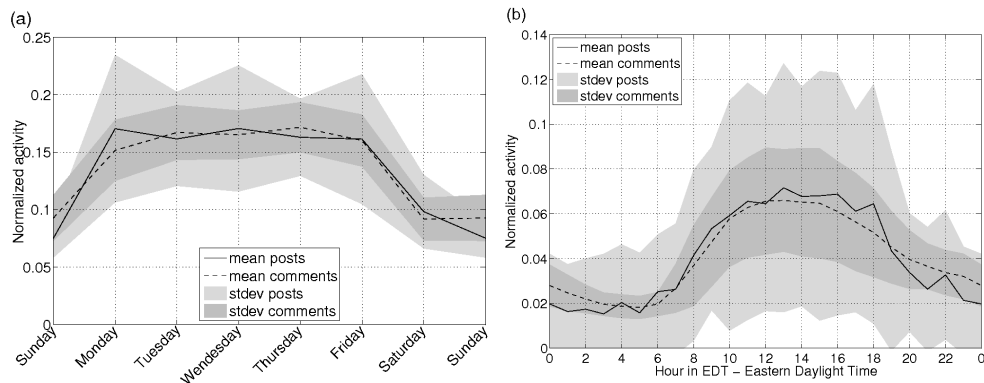 (a)
0.25
0.2
0.15
0.1
0.05
0
Normalized activity
mean posts
mean comments
stdev posts
stdev comments
Sunday
Monday
Tuesday
Wendesday
Thursday
Friday
Saturday
Sunday
(b)
0.14
0.12
0.1
0.08
0.06
0.04
0.02
0
Normalized activity
mean posts
mean comments
stdev posts
stdev comments
0 2 4 6 8 10 12 14 16 18 20 22 0
Hour in EDT – Eastern Daylight Time